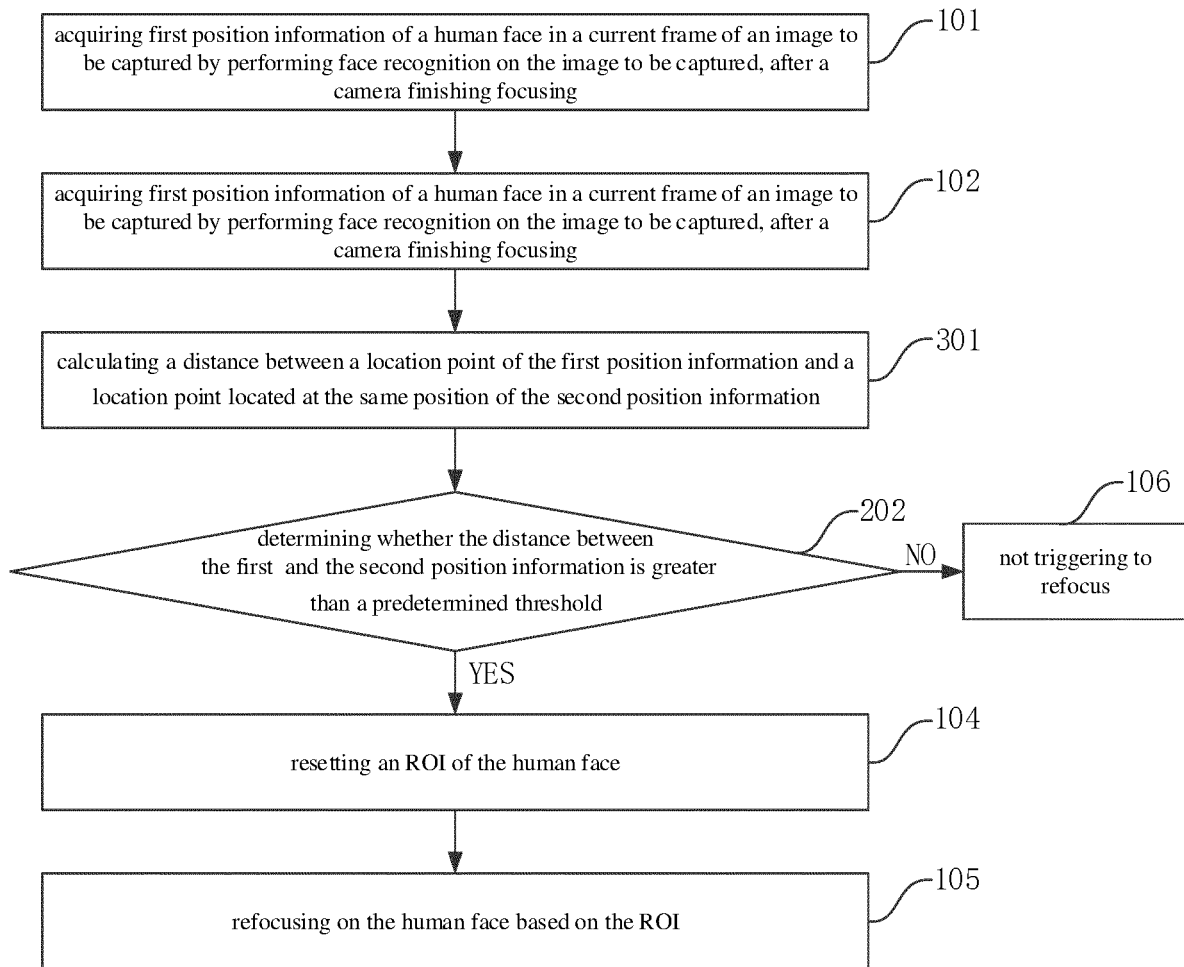 acquiring first position information of a human face in a current frame of an image to
be captured by performing face recognition on the image to be captured, after a
camera finishing focusing
101
acquiring first position information of a human face in a current frame of an image to
be captured by performing face recognition on the image to be captured, after a
camera finishing focusing
102
calculating a distance between a location point of the first position information and a
location point located at the same position of the second position information
301
determining whether the distance between
the first and the second position information is greater
than a predetermined threshold
202
NO
not triggering to
refocus
106
YES
resetting an ROI of the human face
104
refocusing on the human face based on the ROI
105